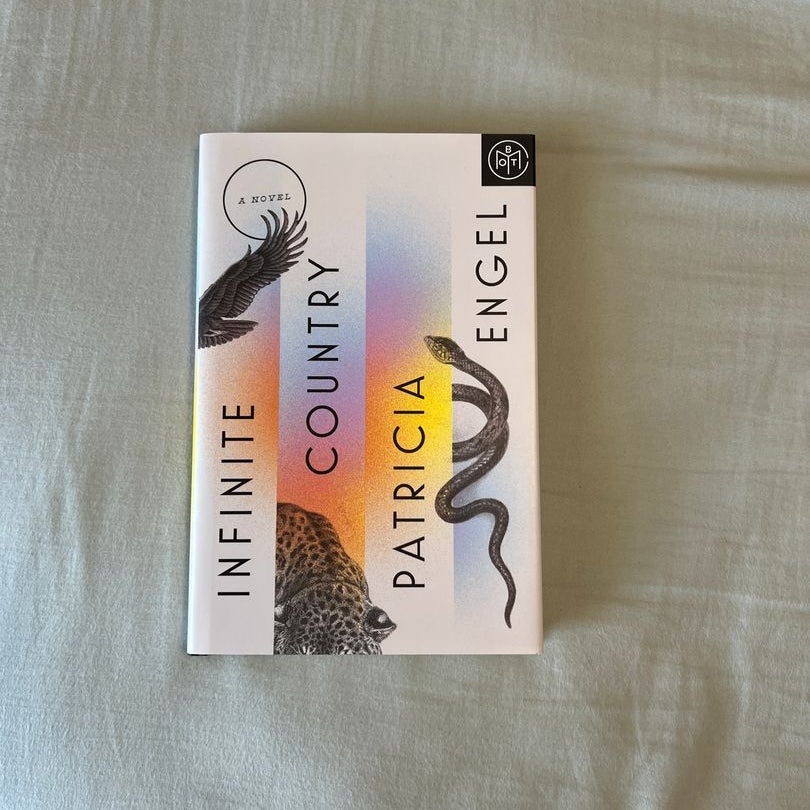 A NOVEL
INFINITE
COUNTRY
PATRICIA
ENGEL
BOTM